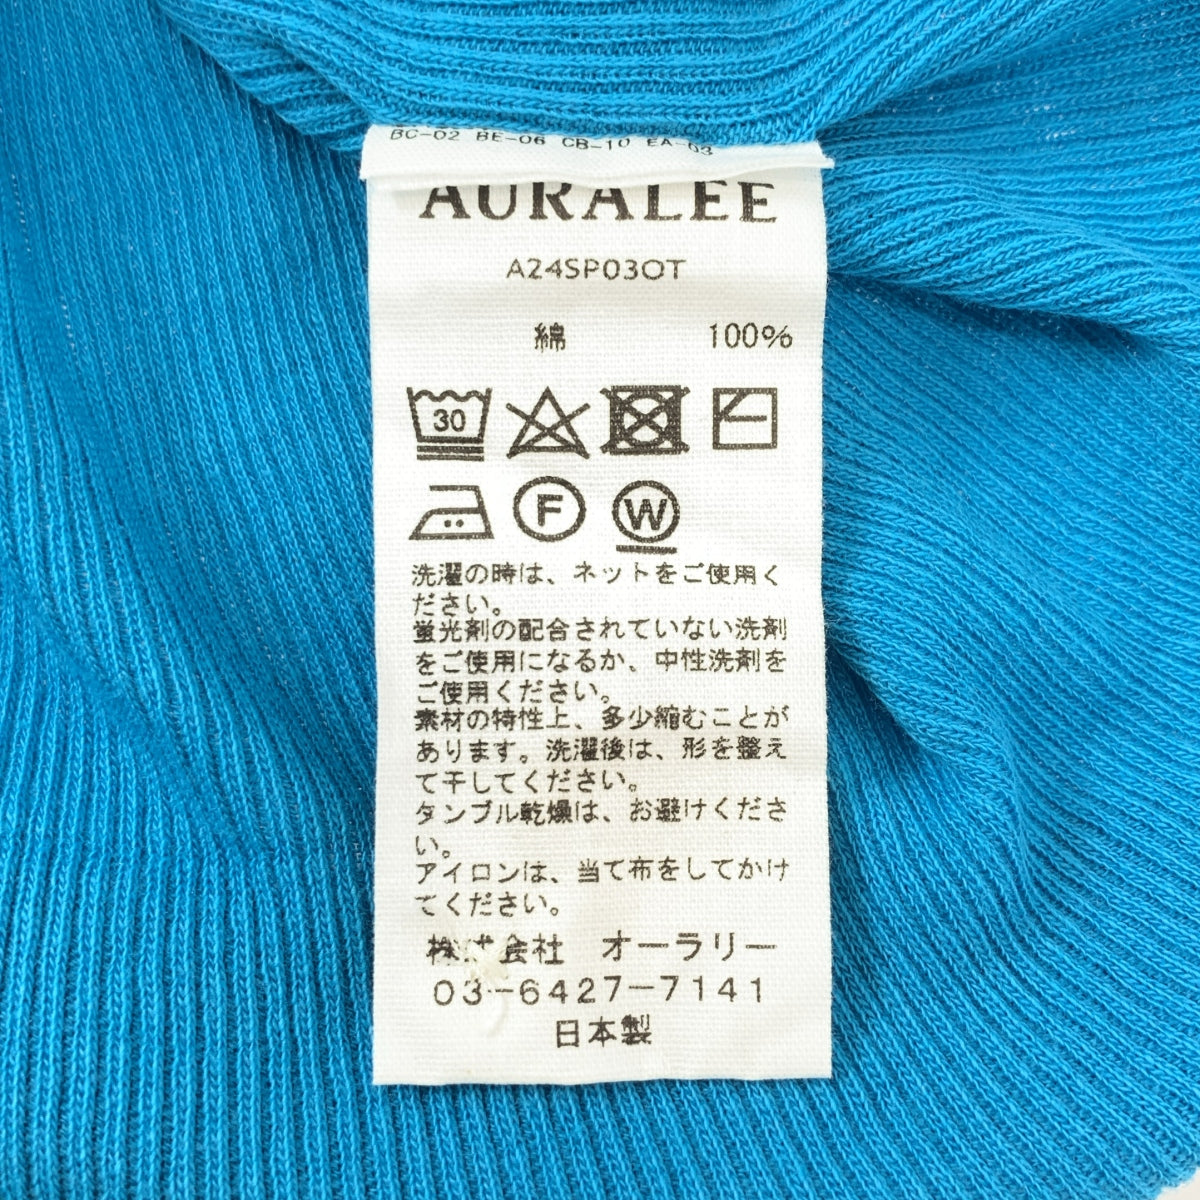 BC-02 BE-06 CB-10 EA-03
AURALEE
A24SP03OT
綿 100%
30
F W
洗濯の時は、ネットをご使用く
ださい。
蛍光剤の配合されていない洗剤
をご使用になるか、中性洗剤を
ご使用ください。
素材の特性上、多少縮むことが
あります。洗濯後は、形を整え
て干してください。
タンブル乾燥は、お避けくださ
い。
アイロンは、当て布をしてかけ
てください。
株式会社 オーラリー
03-6427-7141
日本製